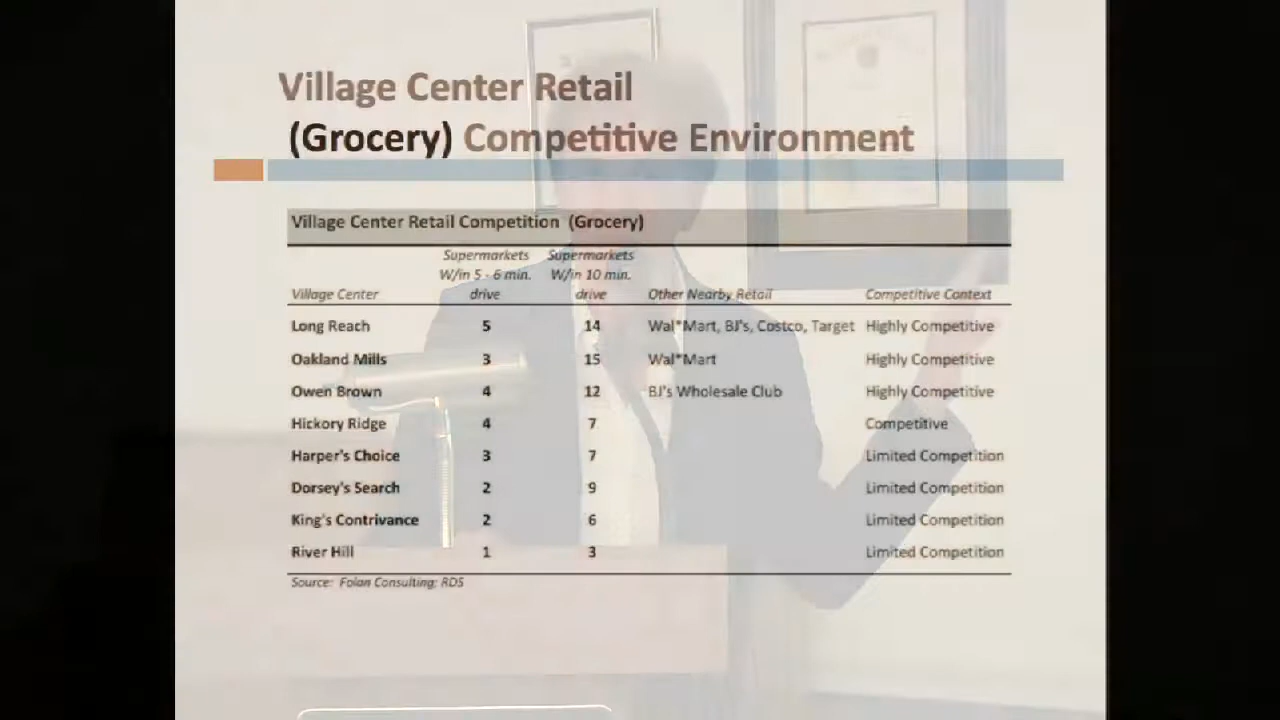 Village Center Retail
(Grocery) Competitive Environment
Village Center Retail Competition (Grocery)
Supermarkets Supermarkets
W/in 5 - 6 min. W/in 10 min.
Village Center drive drive Other Nearby Retail Competitive Context
Long Reach 5 14 Wal*Mart, BJ's, Costco, Target Highly Competitive
Oakland Mills 3 15 Wal*Mart Highly Competitive
Owen Brown 4 12 BJ's Wholesale Club Highly Competitive
Hickory Ridge 4 7 Competitive
Harper's Choice 3 7 Limited Competition
Dorsey's Search 2 9 Limited Competition
King's Contrivance 2 6 Limited Competition
River Hill 1 3 Limited Competition
Source: Folan Consulting; RDS